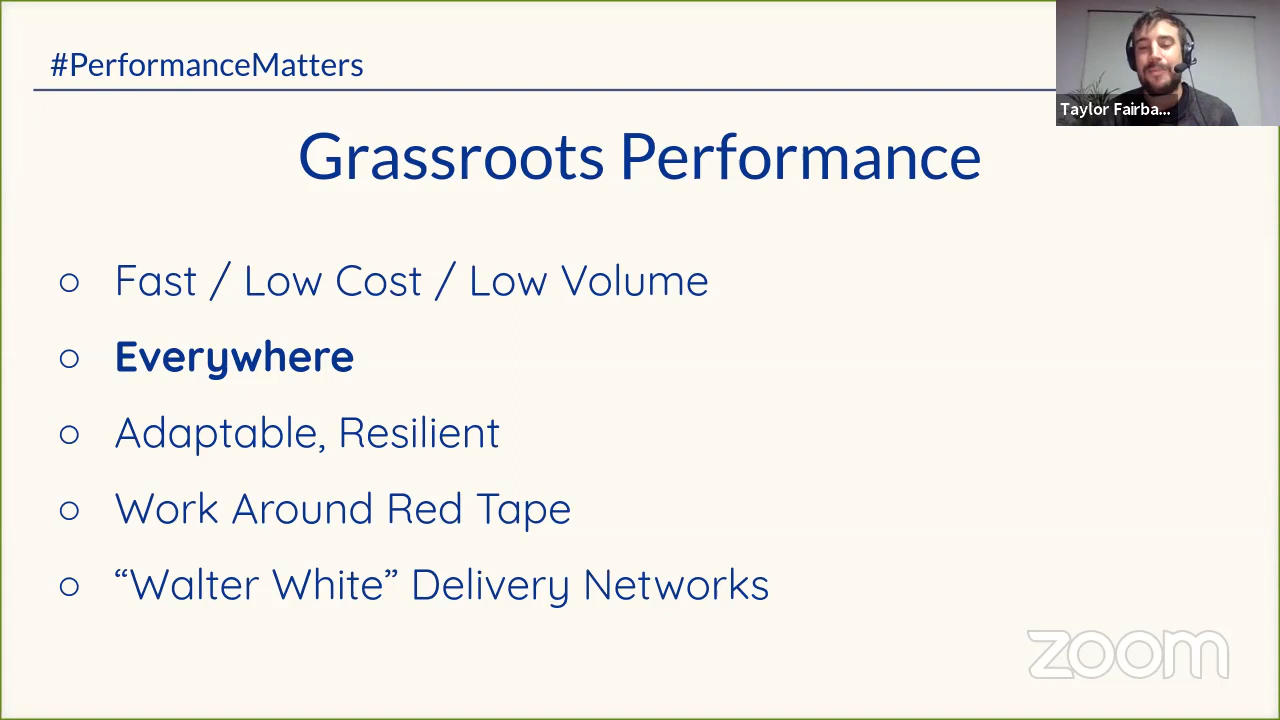 #PerformanceMatters
Taylor Fairba...
Grassroots Performance
Fast / Low Cost / Low Volume
Everywhere
Adaptable, Resilient
Work Around Red Tape
“Walter White” Delivery Networks
zoom